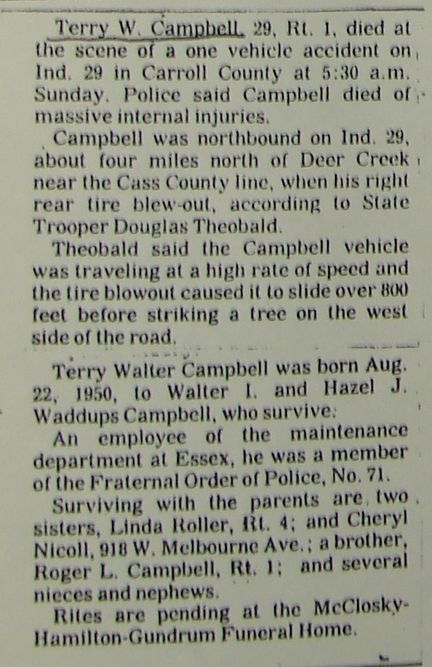 Terry W. Campbell, 29, Rt. 1, died at
the scene of a one vehicle accident on
Ind. 29 in Carroll County at 5:30 a.m.
Sunday. Police said Campbell died of
massive internal injuries.
Campbell was northbound on Ind. 29,
about four miles north of Deer Creek
near the Cass County line, when his right
rear tire blew-out, according to State
Trooper Douglas Theobald.
Theobald said the Campbell vehicle
was traveling at a high rate of speed and
the tire blowout caused it to slide over 800
feet before striking a tree on the west
side of the road.
Terry Walter Campbell was born Aug.
22, 1950, to Walter I. and Hazel J.
Waddups Campbell, who survive.
An employee of the maintenance
department at Essex, he was a member
of the Fraternal Order of Police, No. 71.
Surviving with the parents are two
sisters, Linda Roller, Rt. 4; and Cheryl
Nicoll, 918 W. Melbourne Ave.; a brother,
Roger L. Campbell, Rt. 1; and several
nieces and nephews.
Rites are pending at the McClosky-
Hamilton-Gundrum Funeral Home.